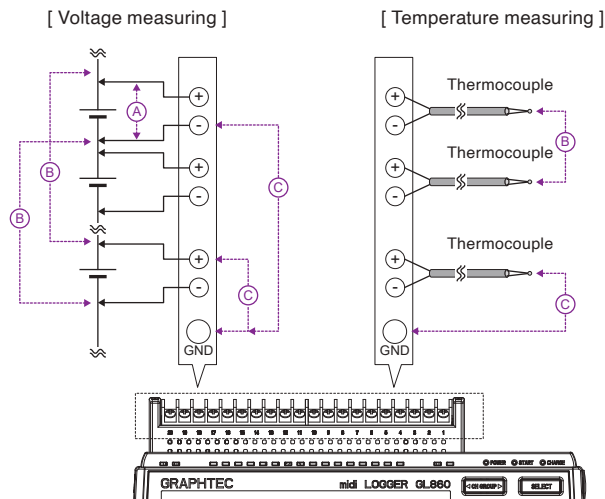 [ Voltage measuring ]
[ Temperature measuring ]
A
B
B
C
C
+
-
+
-
+
-
GND
Thermocouple
Thermocouple
Thermocouple
+
-
+
-
+
-
B
C
GND
POWER START CHARGE
GRAPHTEC
midi LOGGER GL860
CH GROUP
SELECT